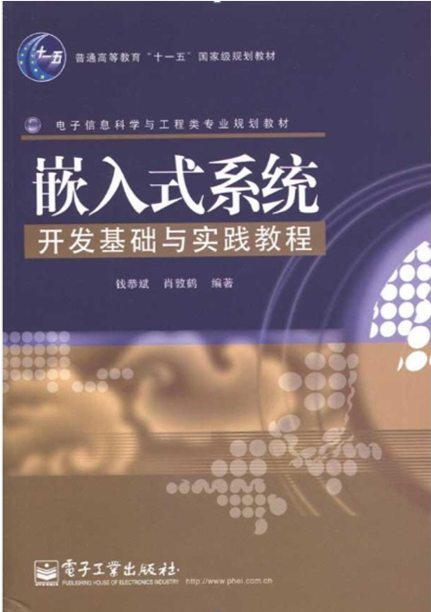 十一五
普通高等教育“十一五”国家级规划教材
电子信息科学与工程类专业规划教材
嵌入式系统
开发基础与实践教程
钱恭斌 肖敦鹤 编著
电子工业出版社
PUBLISHING HOUSE OF ELECTRONICS INDUSTRY
http://www.phei.com.cn